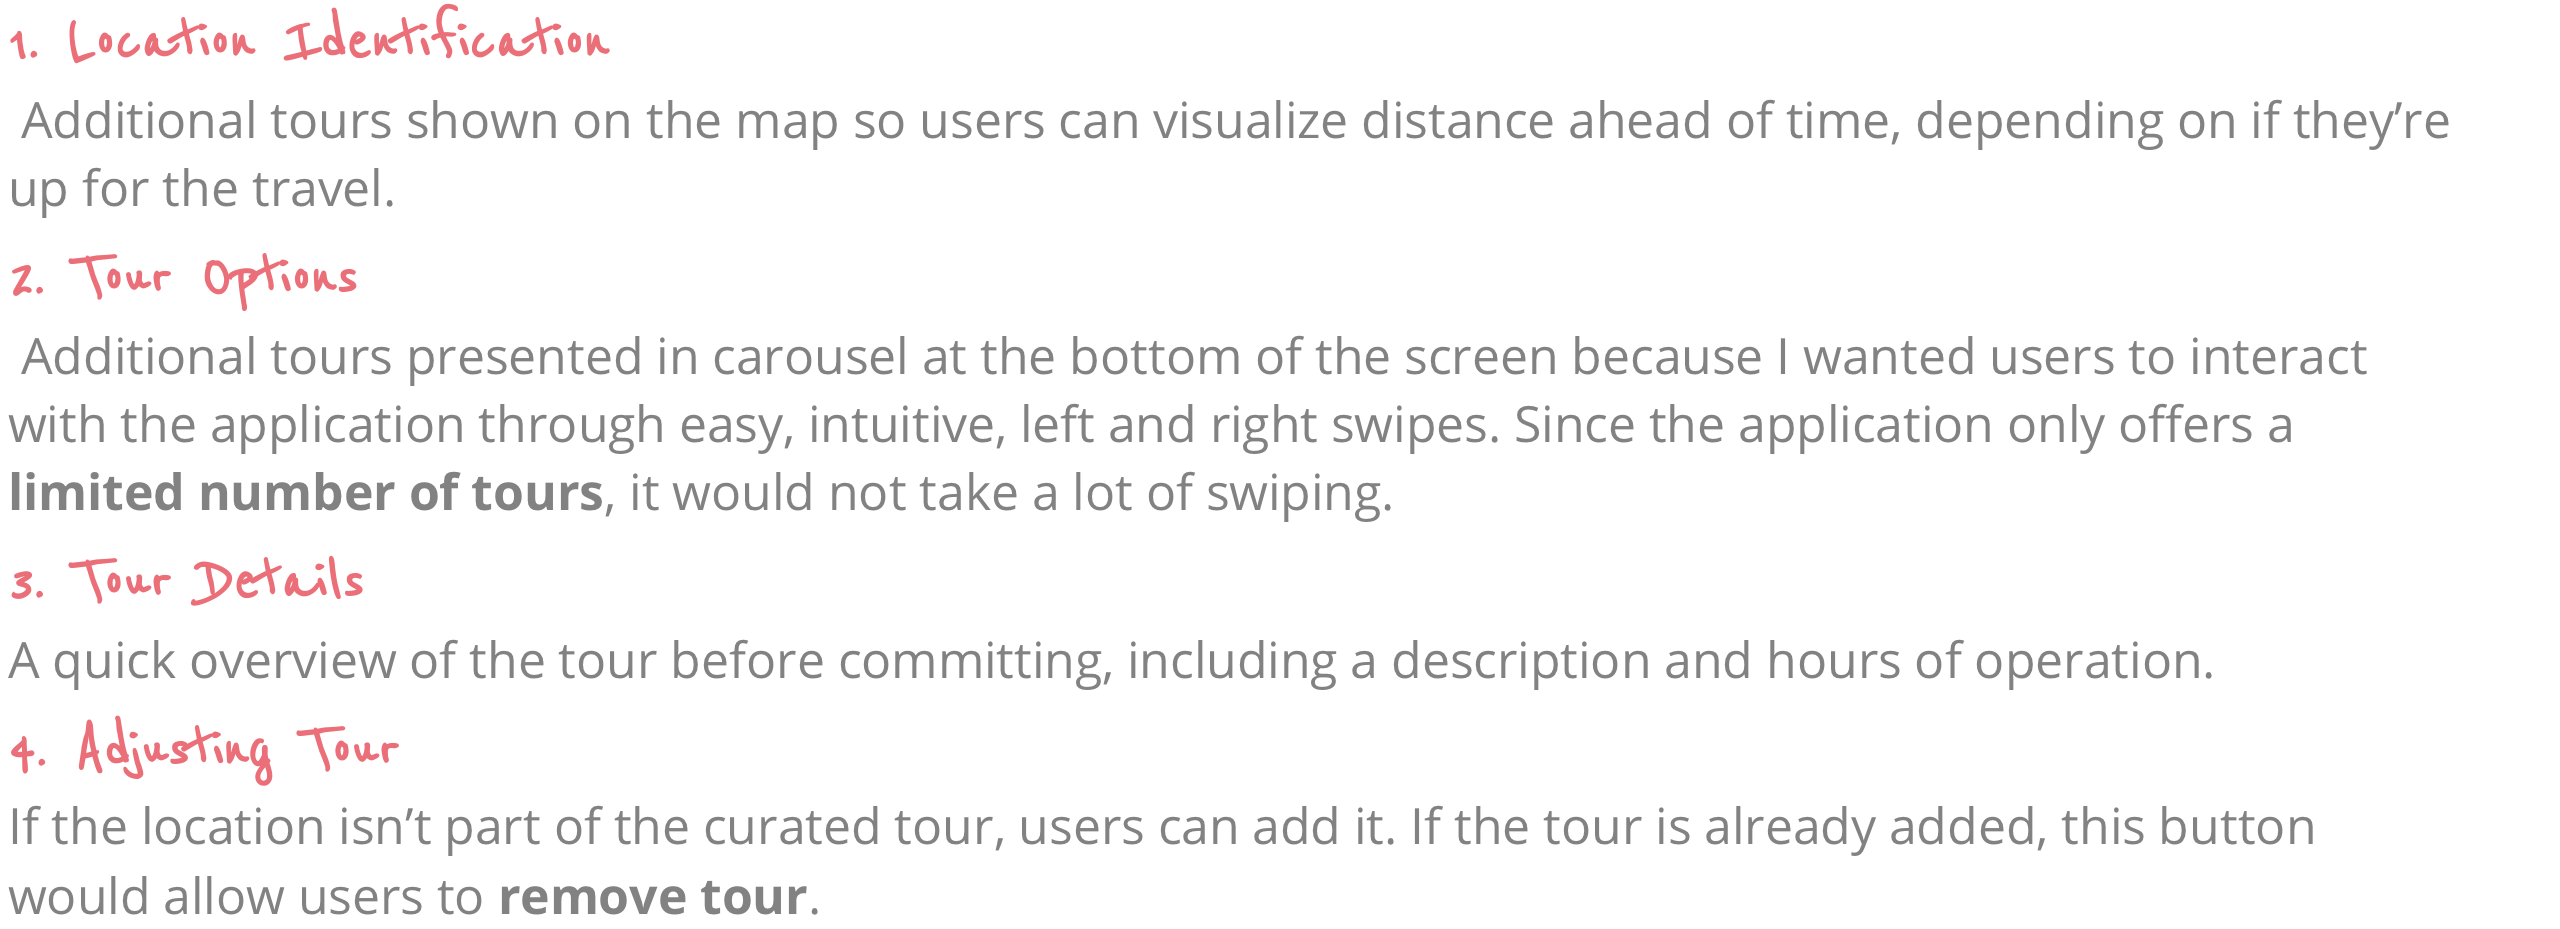 1. Location Identification
Additional tours shown on the map so users can visualize distance ahead of time, depending on if they’re
up for the travel.
2. Tour Options
Additional tours presented in carousel at the bottom of the screen because I wanted users to interact
with the application through easy, intuitive, left and right swipes. Since the application only offers a
limited number of tours, it would not take a lot of swiping.
3. Tour Details
A quick overview of the tour before committing, including a description and hours of operation.
4. Adjusting Tour
If the location isn’t part of the curated tour, users can add it. If the tour is already added, this button
would allow users to remove tour.